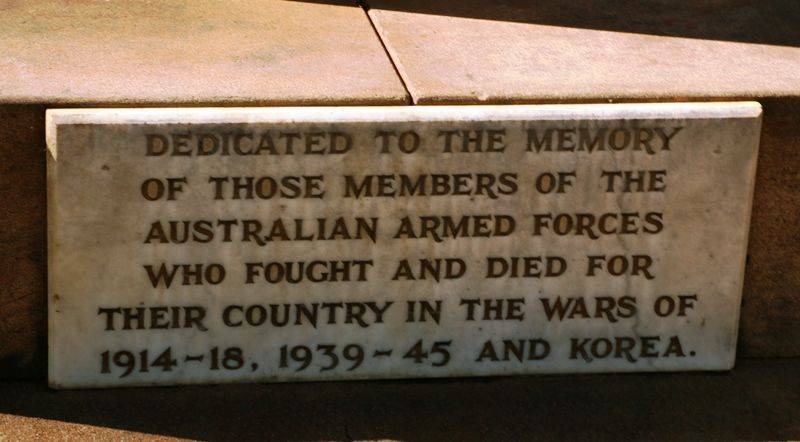 DEDICATED TO THE MEMORY
OF THOSE MEMBERS OF THE
AUSTRALIAN ARMED FORCES
WHO FOUGHT AND DIED FOR
THEIR COUNTRY IN THE WARS OF
1914-18, 1939-45 AND KOREA.